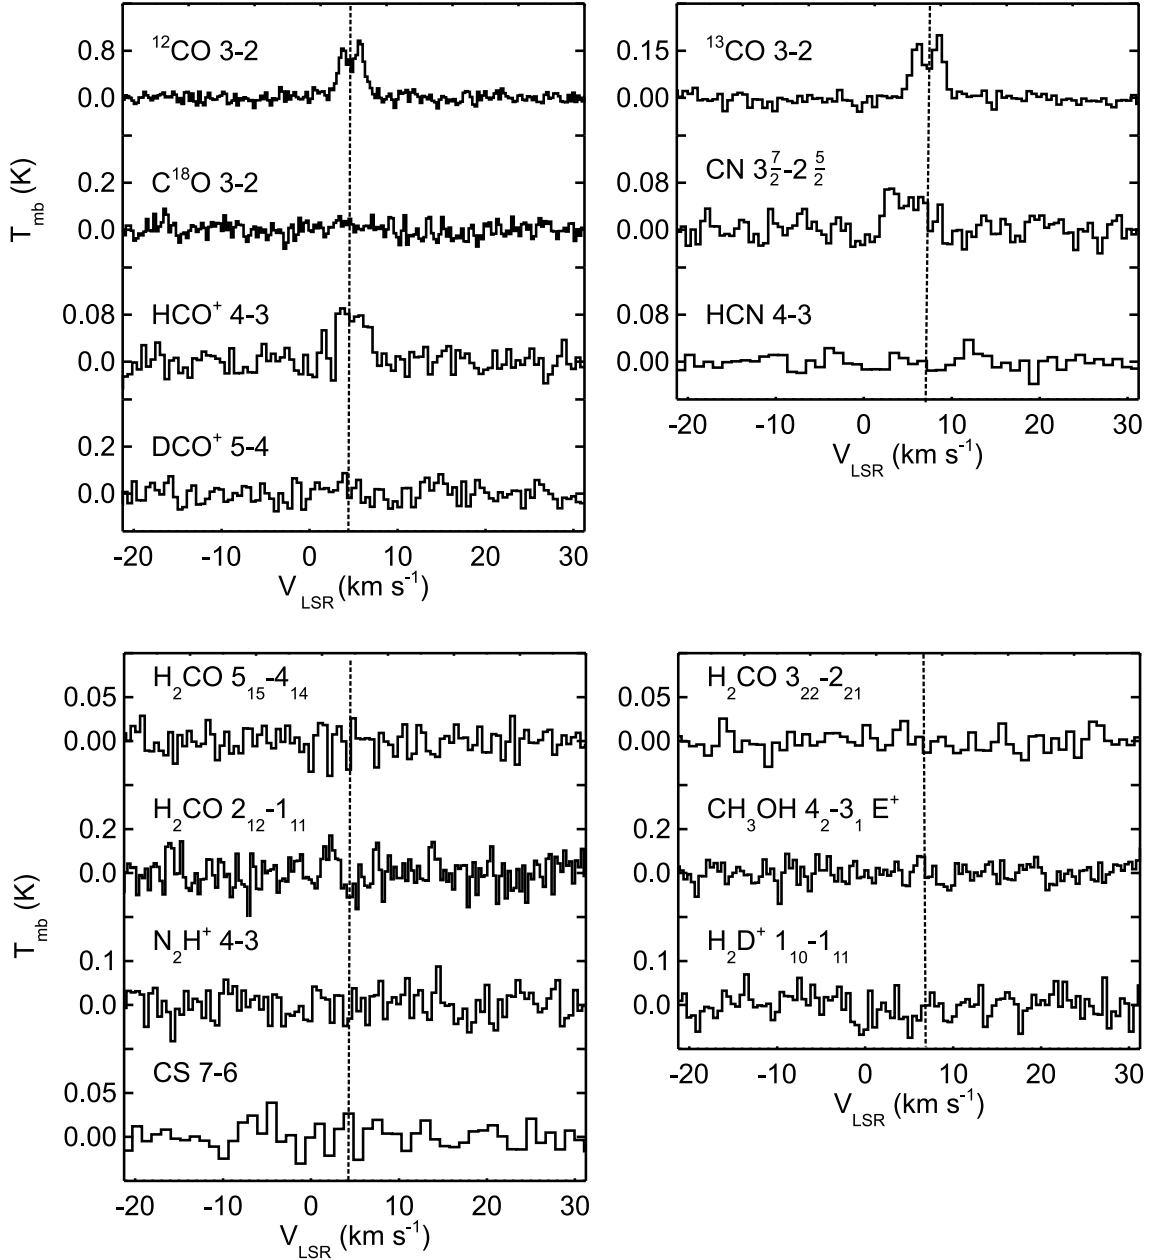 ¹²CO 3-2
0.8
0.0
C¹⁸O 3-2
0.2
0.0
HCO⁺ 4-3
0.08
0.0
DCO⁺ 5-4
0.2
0.0
T_mb (K)
-20 -10 0 10 20 30
V_LSR (km s⁻¹)
¹³CO 3-2
0.15
0.00
CN 3 7/2-2 5/2
0.08
0.00
HCN 4-3
0.08
0.00
-20 -10 0 10 20 30
V_LSR (km s⁻¹)
H₂CO 5₁₅-4₁₄
0.05
0.00
H₂CO 2₁₂-1₁₁
0.2
0.0
N₂H⁺ 4-3
0.1
0.0
CS 7-6
0.05
0.00
T_mb (K)
-20 -10 0 10 20 30
V_LSR (km s⁻¹)
H₂CO 3₂₂-2₂₁
0.05
0.00
CH₃OH 4₂-3₁ E⁺
0.2
0.0
H₂D⁺ 1₁₀-1₁₁
0.1
0.0
-20 -10 0 10 20 30
V_LSR (km s⁻¹)